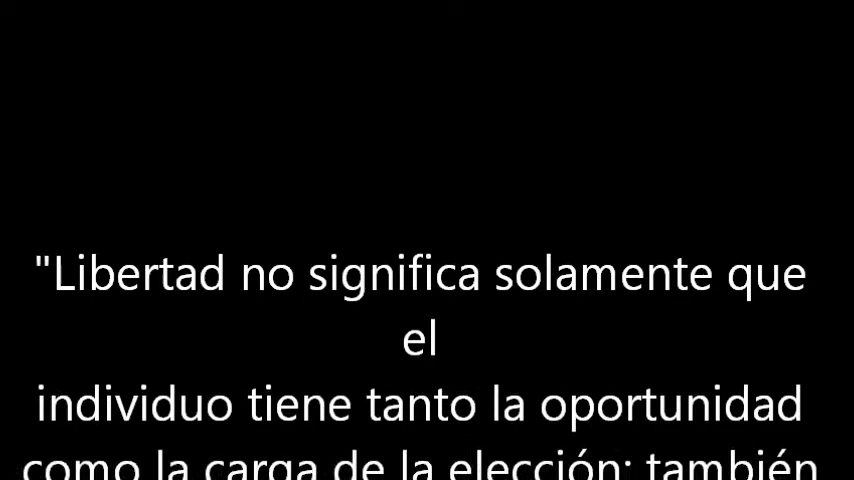 "Libertad no significa solamente que
el
individuo tiene tanto la oportunidad
como la carga de la elección; también